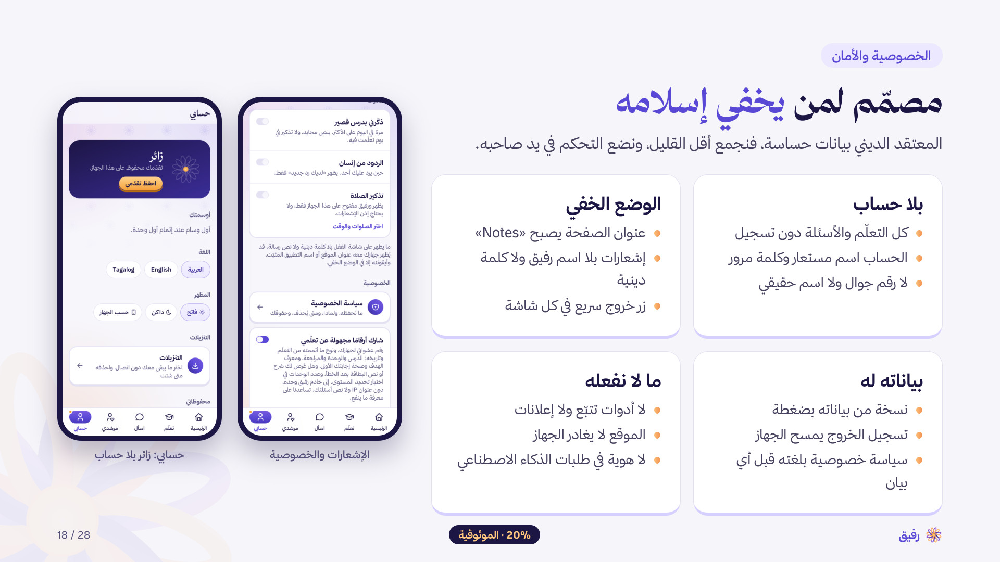 الخصوصية والأمان
مصمّم لمن يخفي إسلامه
المعتقد الديني بيانات حساسة، فنجمع أقل القليل، ونضع التحكم في يد صاحبه.
بلا حساب
كل التعلّم والأسئلة دون تسجيل
الحساب اسم مستعار وكلمة مرور
لا رقم جوال ولا اسم حقيقي
الوضع الخفي
عنوان الصفحة يصبح «Notes»
إشعارات بلا اسم رفيق ولا كلمة
دينية
زر خروج سريع في كل شاشة
بياناته له
نسخة من بياناته بضغطة
تسجيل الخروج يمسح الجهاز
سياسة خصوصية بلغته قبل أي
بيان
ما لا نفعله
لا أدوات تتبّع ولا إعلانات
الموقع لا يغادر الجهاز
لا هوية في طلبات الذكاء الاصطناعي
ذكّرني بدرس قصير
مرة في اليوم على الأكثر، بنص محايد، ولا تذكير في
يوم تعلّمت فيه.
الردود من إنسان
حين يرد عليك أحد. يظهر «لديك رد جديد» فقط.
تذكير الصلاة
يظهر ورفيق مفتوح على هذا الجهاز فقط، ولا
يحتاج إذن الإشعارات.
اختر الصلوات والوقت
ما يظهر على شاشة القفل بلا كلمة دينية ولا نص رسالة. قد
يُظهر جهازك معه عنوان الموقع أو اسم التطبيق المثبّت،
وأيقونته إلا في الوضع الخفي.
الخصوصية
سياسة الخصوصية
ما نحفظه، ولماذا، ومتى يُحذف، وحقوقك
شارك أرقامًا مجهولة عن تعلّمي
رقم عشوائي لجهازك، ونوع ما أتممته من التعلّم
وتاريخه: الدرس والوحدة والمراجعة، ومعرّف
الهدف وصحة إجابتك الأولى، وهل عُرض لك شرح
أو نص البطاقة بعد الخطأ، وعدد الوحدات في
اختبار تحديد المستوى. إلى خادم رفيق وحده،
دون عنوان IP ولا نص أسئلتك. تساعدنا على
معرفة ما ينفع.
الرئيسية
تعلّم
اسأل
مرشدي
حسابي
الإشعارات والخصوصية
حسابي
زائر
تقدّمك محفوظ على هذا الجهاز.
احفظ تقدّمي
أوسمتك
أول وسام عند إتمام أول وحدة.
اللغة
العربية
English
Tagalog
المظهر
فاتح
داكن
حسب الجهاز
التنزيلات
التنزيلات
اختر ما يبقى معك دون اتصال، واحذفه
متى شئت
محفوظاتي
الرئيسية
تعلّم
اسأل
مرشدي
حسابي
حسابي: زائر بلا حساب
رفيق
20% · الموثوقية
18 / 28